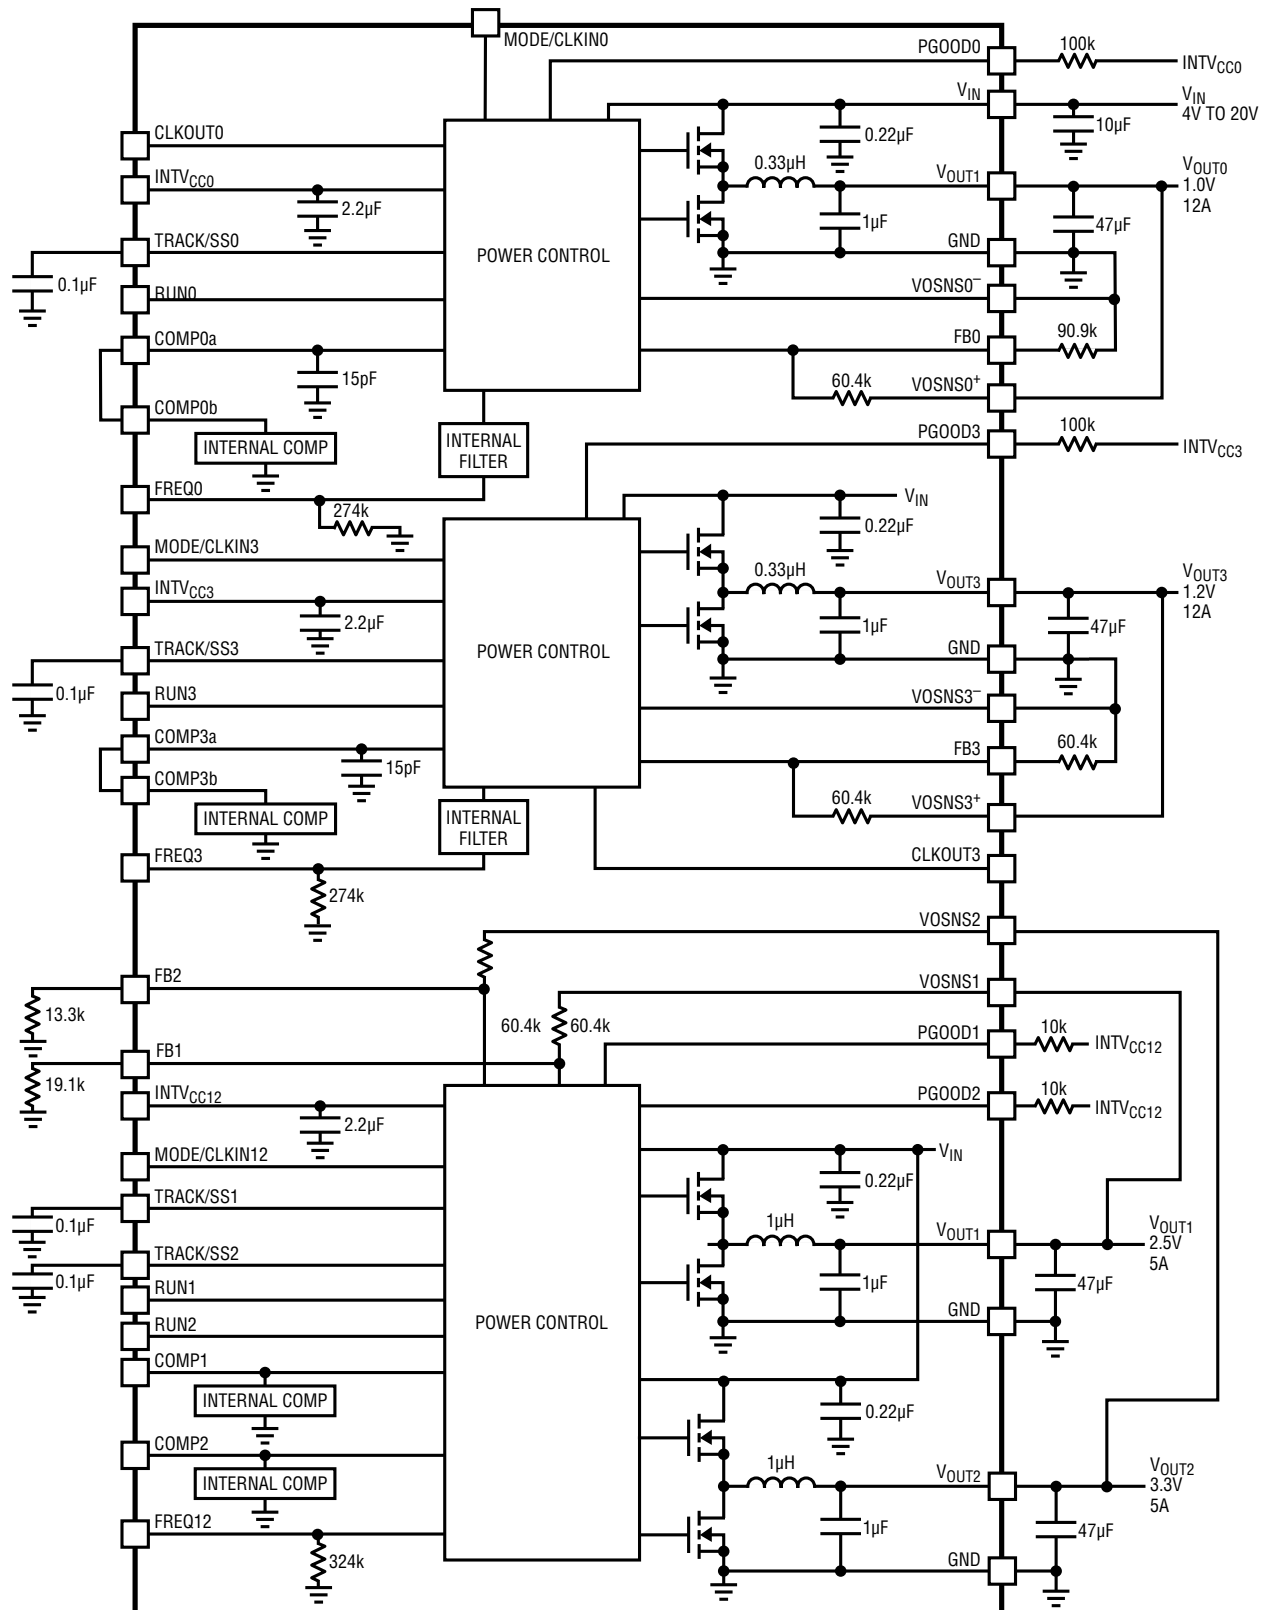 MODE/CLKIN0
PGOOD0
100k
INTVCC0
VIN
VIN
4V TO 20V
10µF
CLKOUT0
0.22µF
INTVCC0
2.2µF
0.33µH
VOUT1
VOUT0
1.0V
12A
1µF
47µF
TRACK/SS0
0.1µF
POWER CONTROL
GND
RUN0
VOSNS0–
COMP0a
15pF
FB0
90.9k
60.4k
VOSNS0+
COMP0b
INTERNAL COMP
INTERNAL
FILTER
PGOOD3
100k
INTVCC3
FREQ0
274k
VIN
0.22µF
MODE/CLKIN3
INTVCC3
2.2µF
0.33µH
VOUT3
VOUT3
1.2V
12A
1µF
47µF
TRACK/SS3
0.1µF
POWER CONTROL
GND
RUN3
VOSNS3–
COMP3a
15pF
FB3
60.4k
COMP3b
INTERNAL COMP
INTERNAL
FILTER
60.4k
VOSNS3+
FREQ3
274k
CLKOUT3
VOSNS2
FB2
13.3k
VOSNS1
60.4k
60.4k
PGOOD1
10k
INTVCC12
FB1
19.1k
INTVCC12
2.2µF
PGOOD2
10k
INTVCC12
MODE/CLKIN12
VIN
0.22µF
TRACK/SS1
0.1µF
1µH
VOUT1
VOUT1
2.5V
5A
TRACK/SS2
0.1µF
1µF
47µF
RUN1
GND
RUN2
POWER CONTROL
COMP1
INTERNAL COMP
0.22µF
COMP2
INTERNAL COMP
1µH
VOUT2
VOUT2
3.3V
5A
FREQ12
324k
1µF
47µF
GND